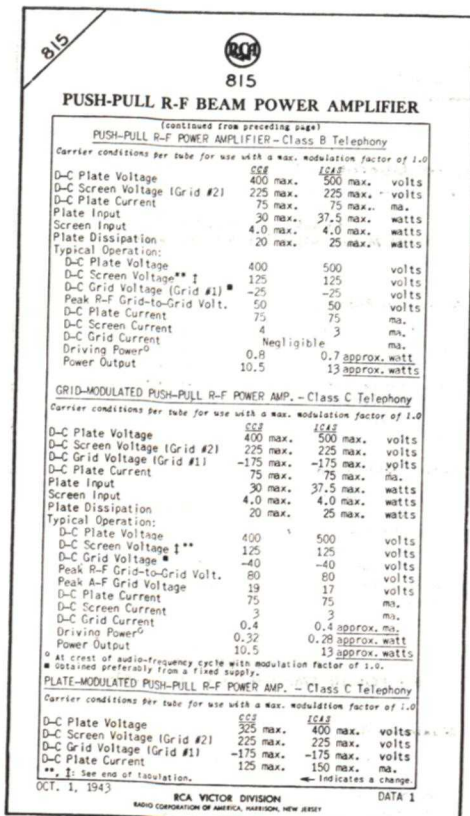 815
RCA
815
PUSH-PULL R-F BEAM POWER AMPLIFIER
(continued from preceding page)
PUSH-PULL R-F POWER AMPLIFIER - Class B Telephony
Carrier conditions per tube for use with a max. modulation factor of 1.0
CCS ICAS
D-C Plate Voltage 400 max. 500 max. volts
D-C Screen Voltage (Grid #2) 225 max. 225 max. volts
D-C Plate Current 75 max. 75 max. ma.
Plate Input 30 max. 37.5 max. watts
Screen Input 4.0 max. 4.0 max. watts
Plate Dissipation 20 max. 25 max. watts
Typical Operation:
D-C Plate Voltage 400 500 volts
D-C Screen Voltage** ‡ 125 125 volts
D-C Grid Voltage (Grid #1) ■ -25 -25 volts
Peak R-F Grid-to-Grid Volt. 50 50 volts
D-C Plate Current 75 75 ma.
D-C Screen Current 4 3 ma.
D-C Grid Current Negligible ma.
Driving Power○ 0.8 0.7 approx. watt
Power Output 10.5 13 approx. watts
GRID-MODULATED PUSH-PULL R-F POWER AMP. - Class C Telephony
Carrier conditions per tube for use with a max. modulation factor of 1.0
CCS ICAS
D-C Plate Voltage 400 max. 500 max. volts
D-C Screen Voltage (Grid #2) 225 max. 225 max. volts
D-C Grid Voltage (Grid #1) -175 max. -175 max. volts
D-C Plate Current 75 max. 75 max. ma.
Plate Input 30 max. 37.5 max. watts
Screen Input 4.0 max. 4.0 max. watts
Plate Dissipation 20 max. 25 max. watts
Typical Operation:
D-C Plate Voltage 400 500 volts
D-C Screen Voltage ‡** 125 125 volts
D-C Grid Voltage ■ -40 -40 volts
Peak R-F Grid-to-Grid Volt. 80 80 volts
Peak A-F Grid Voltage 19 17 volts
D-C Plate Current 75 75 ma.
D-C Screen Current 3 3 ma.
D-C Grid Current 0.4 0.4 approx. ma.
Driving Power○ 0.32 0.28 approx. watt
Power Output 10.5 13 approx. watts
○ At crest of audio-frequency cycle with modulation factor of 1.0.
■ Obtained preferably from a fixed supply.
PLATE-MODULATED PUSH-PULL R-F POWER AMP. - Class C Telephony
Carrier conditions per tube for use with a max. modulation factor of 1.0
CCS ICAS
D-C Plate Voltage 325 max. 400 max. volts
D-C Screen Voltage (Grid #2) 225 max. 225 max. volts
D-C Grid Voltage (Grid #1) -175 max. -175 max. volts
D-C Plate Current 125 max. 150 max. ma.
**, ‡: See end of tabulation. ← Indicates a change.
OCT. 1, 1943 RCA VICTOR DIVISION DATA 1
RADIO CORPORATION OF AMERICA, HARRISON, NEW JERSEY